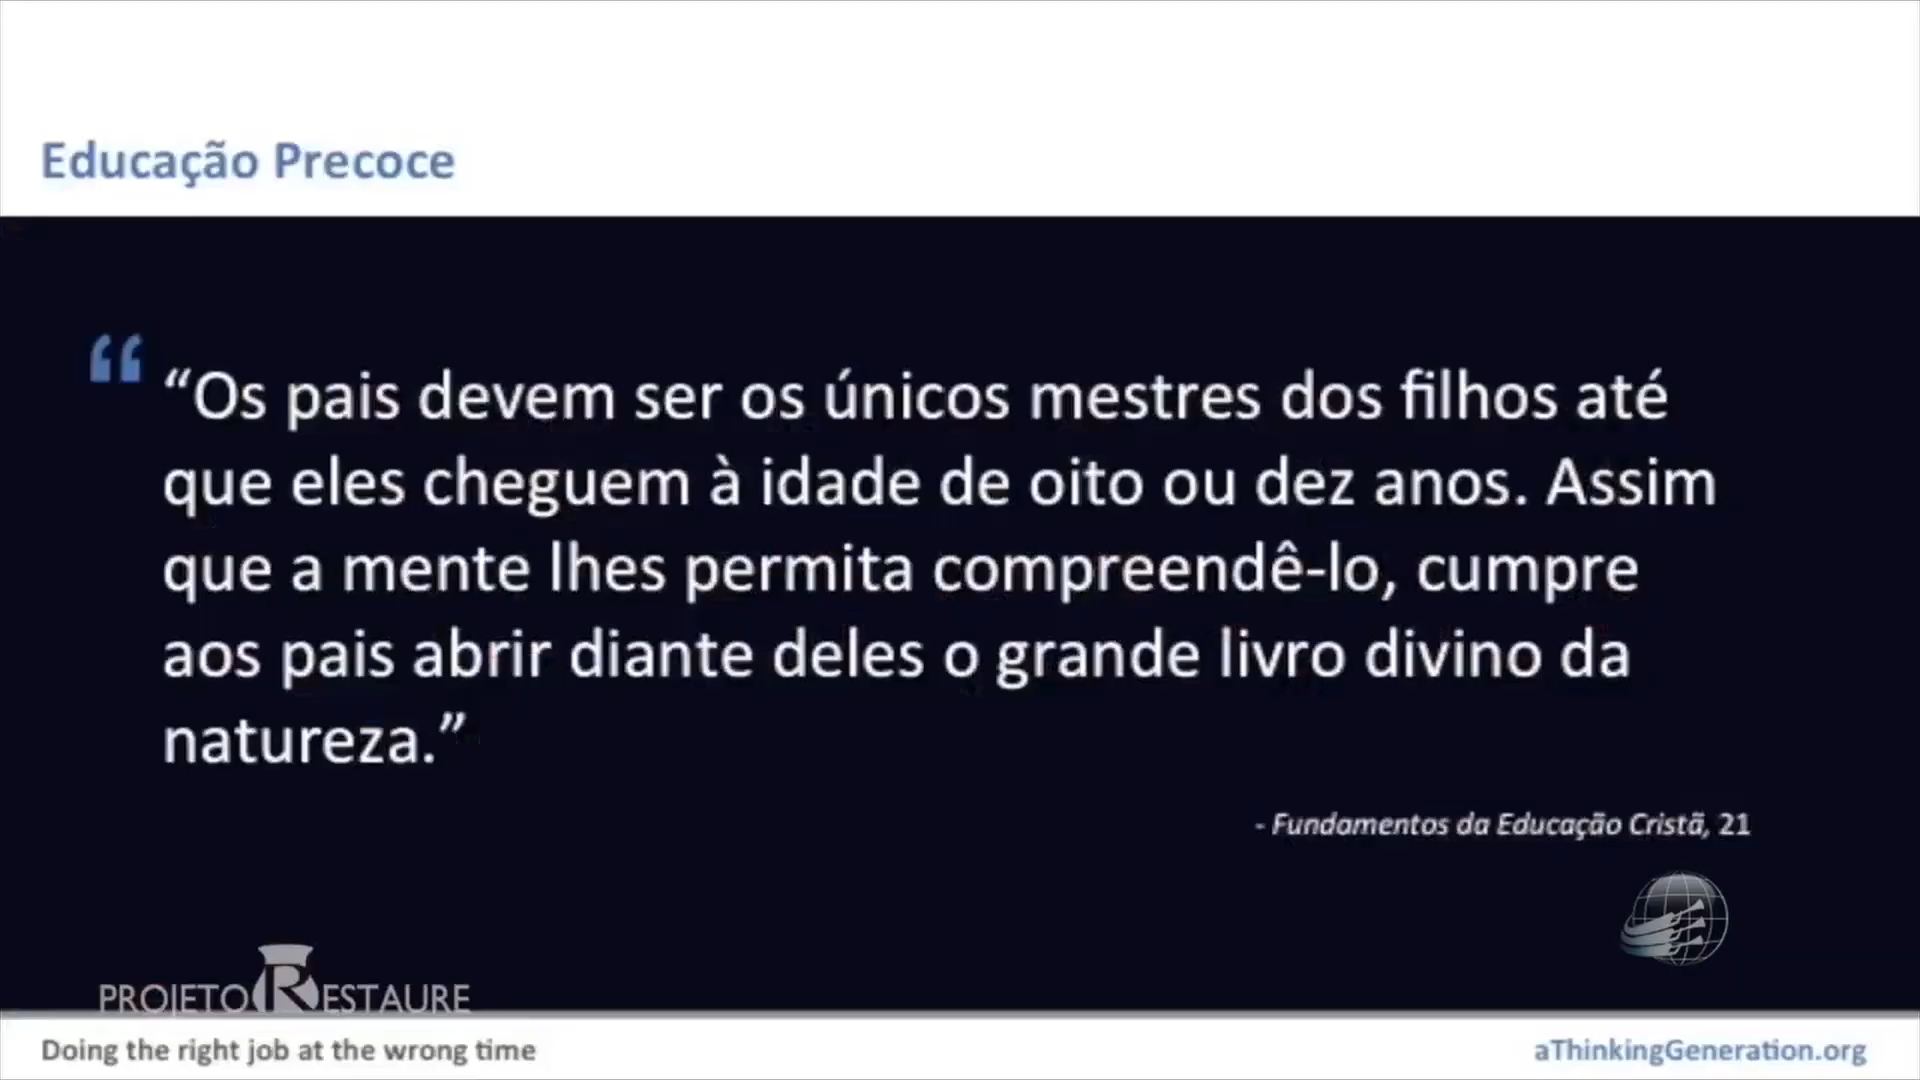 Educação Precoce
“
“Os pais devem ser os únicos mestres dos filhos até
que eles cheguem à idade de oito ou dez anos. Assim
que a mente lhes permita compreendê-lo, cumpre
aos pais abrir diante deles o grande livro divino da
natureza.”
- Fundamentos da Educação Cristã, 21
PROJETO RESTAURE
Doing the right job at the wrong time
aThinkingGeneration.org